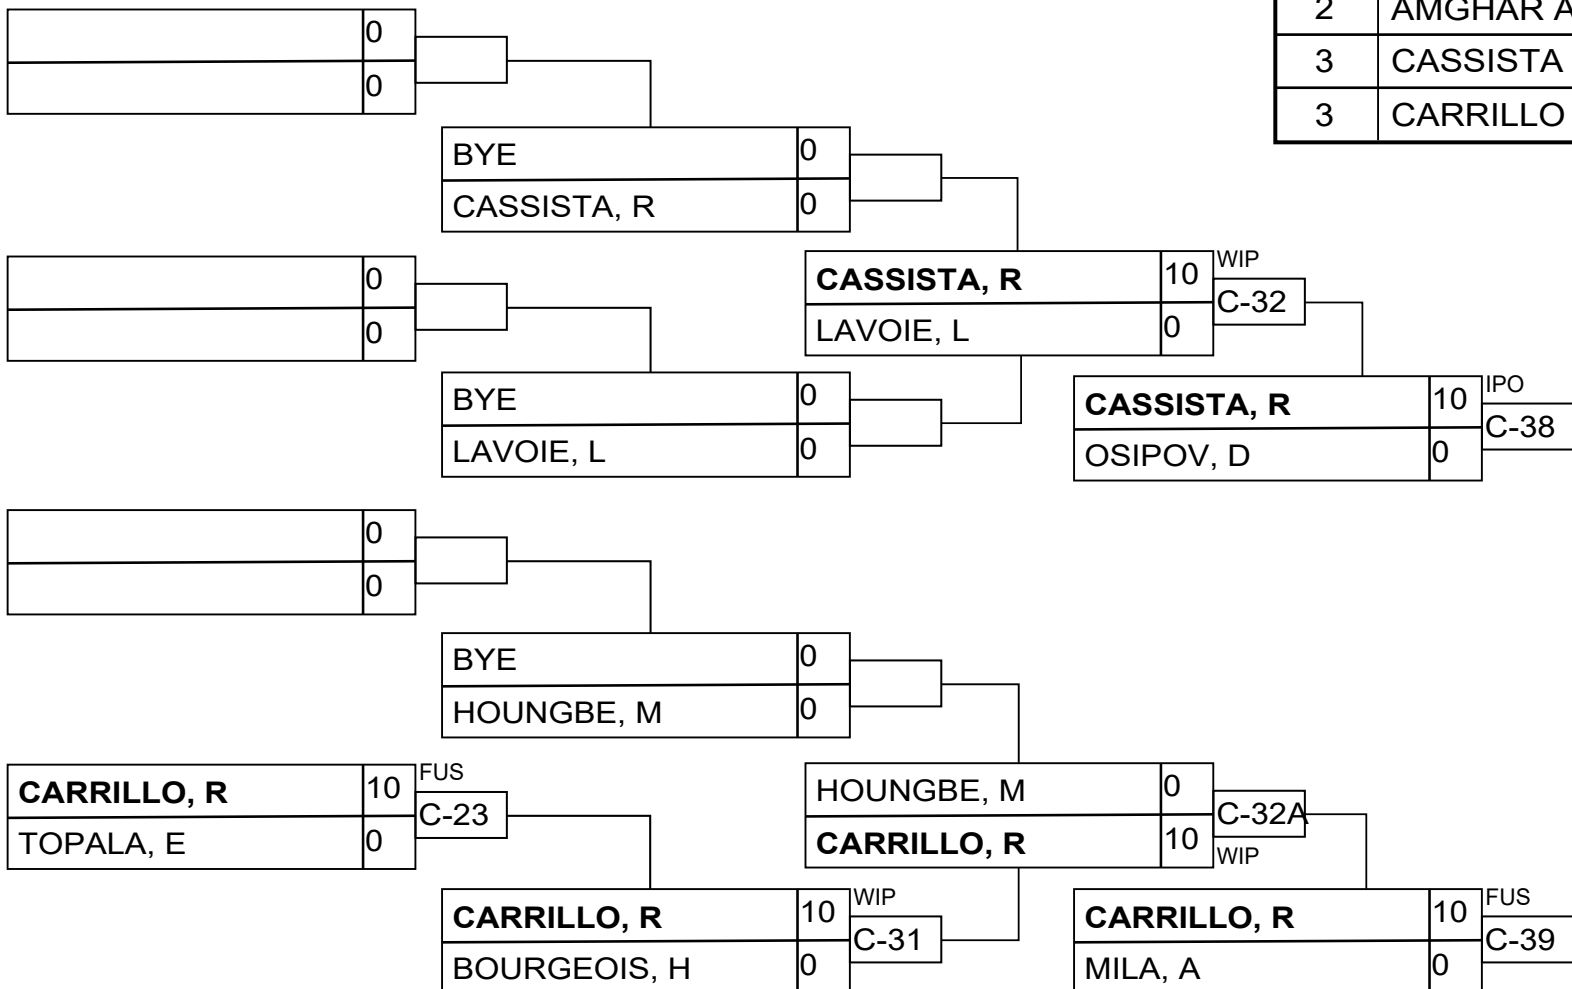 2 AMGHAR A
3 CASSISTA
3 CARRILLO
0
0
BYE 0
CASSISTA, R 0
0
0
CASSISTA, R 10 WIP
LAVOIE, L 0
C-32
BYE 0
LAVOIE, L 0
CASSISTA, R 10 IPO
OSIPOV, D 0
C-38
0
0
BYE 0
HOUNGBE, M 0
CARRILLO, R 10 FUS
TOPALA, E 0
C-23
HOUNGBE, M 0
CARRILLO, R 10 WIP
C-32A
CARRILLO, R 10 WIP
BOURGEOIS, H 0
C-31
CARRILLO, R 10 FUS
MILA, A 0
C-39